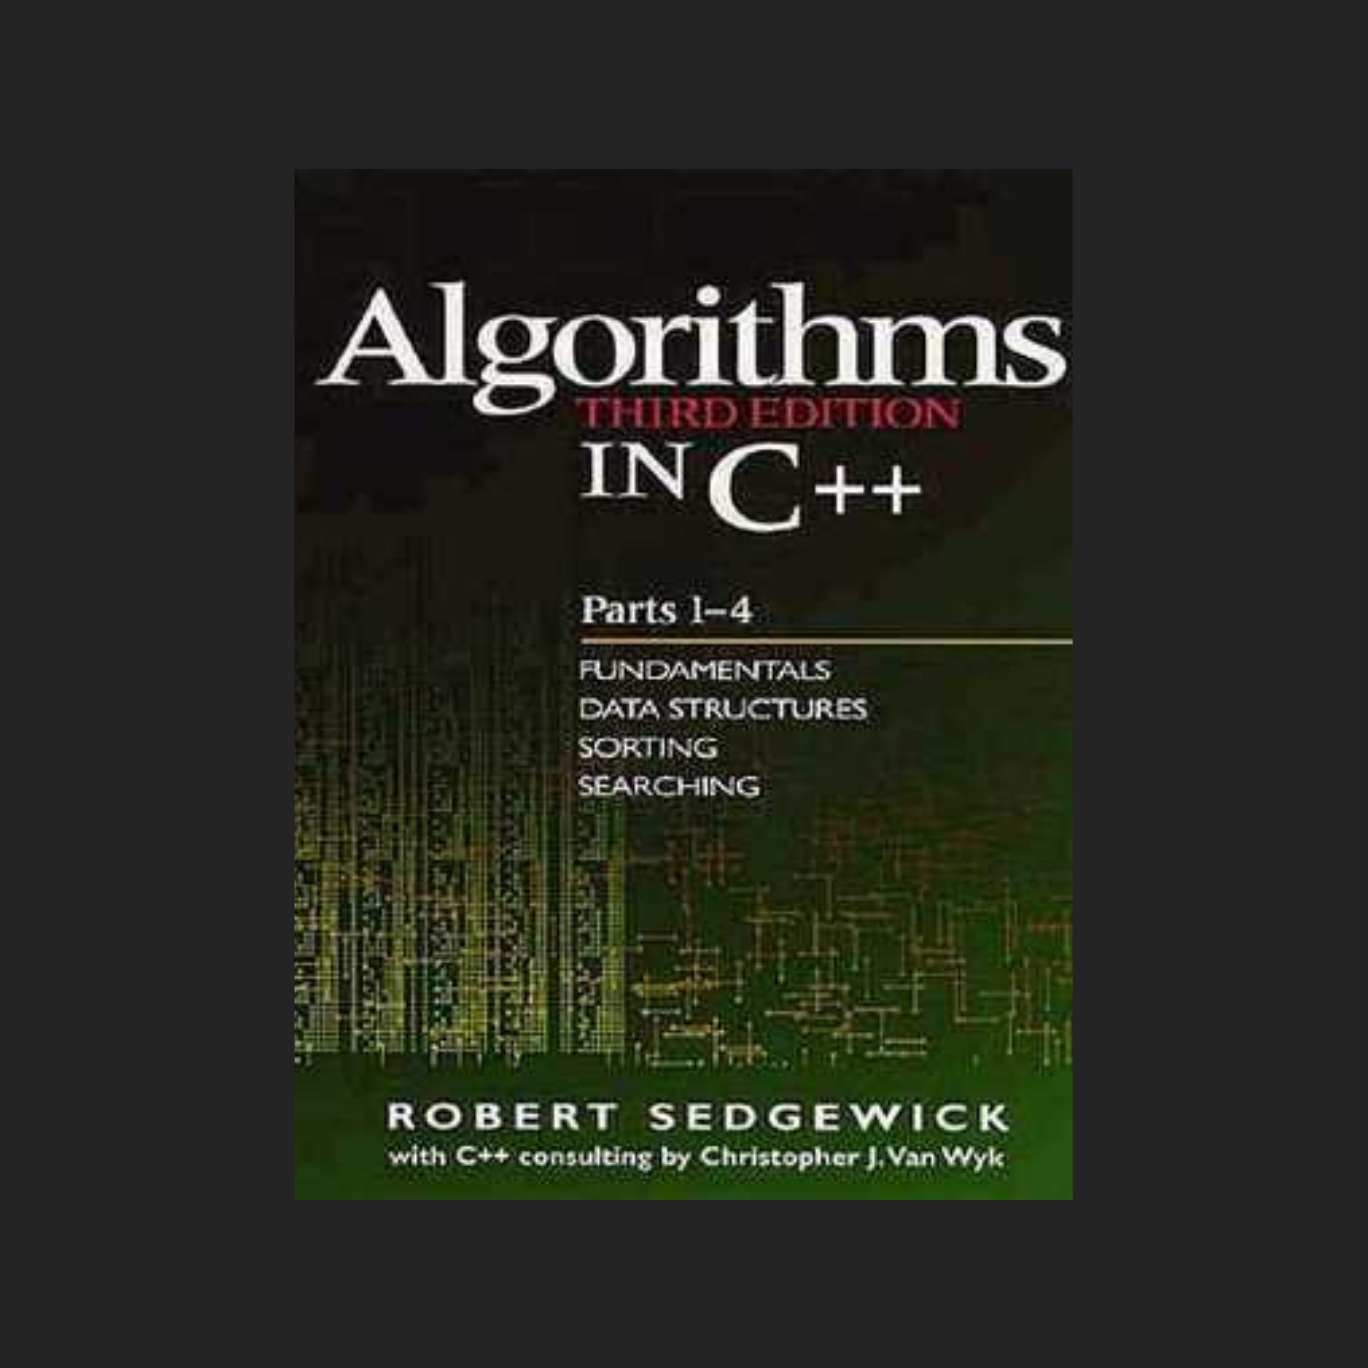 Algorithms
THIRD EDITION
IN C++
Parts 1–4
FUNDAMENTALS
DATA STRUCTURES
SORTING
SEARCHING
ROBERT SEDGEWICK
with C++ consulting by Christopher J. Van Wyk